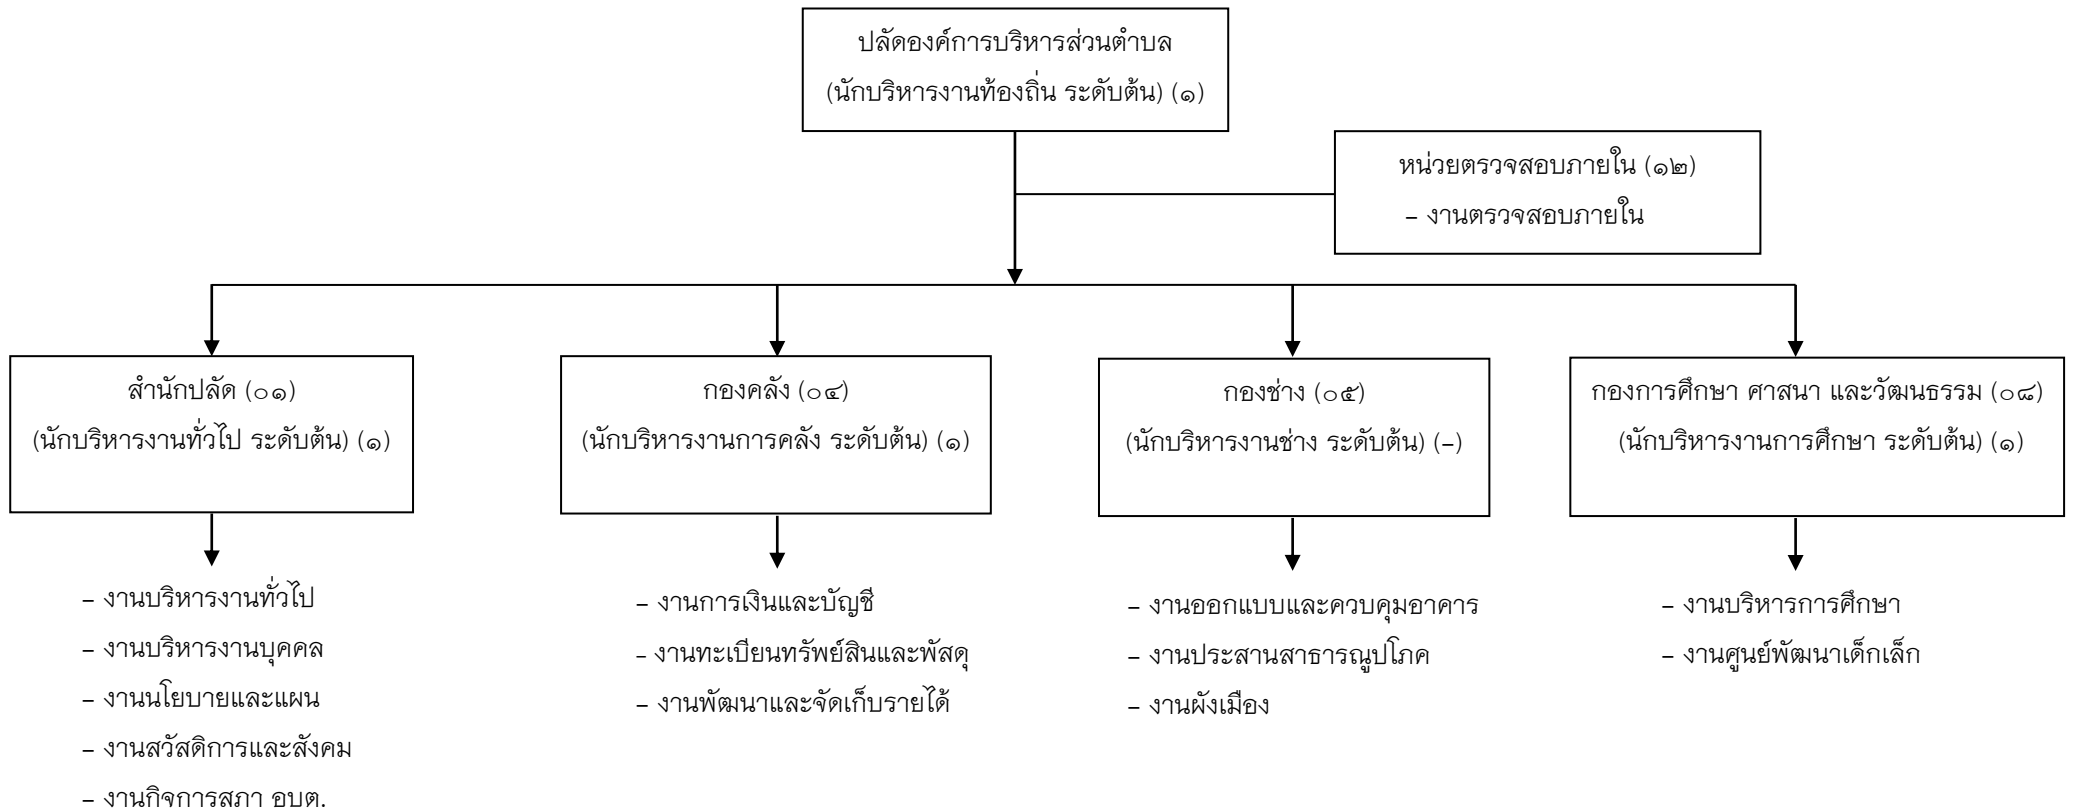 ปลัดองค์การบริหารส่วนตำบล
(นักบริหารงานท้องถิ่น ระดับต้น) (๑)
หน่วยตรวจสอบภายใน (๑๒)
– งานตรวจสอบภายใน
สำนักปลัด (๐๑)
(นักบริหารงานทั่วไป ระดับต้น) (๑)
กองคลัง (๐๔)
(นักบริหารงานการคลัง ระดับต้น) (๑)
กองช่าง (๐๕)
(นักบริหารงานช่าง ระดับต้น) (–)
กองการศึกษา ศาสนา และวัฒนธรรม (๐๘)
(นักบริหารงานการศึกษา ระดับต้น) (๑)
– งานบริหารงานทั่วไป
– งานบริหารงานบุคคล
– งานนโยบายและแผน
– งานสวัสดิการและสังคม
– งานกิจการสภา อบต.
– งานการเงินและบัญชี
– งานทะเบียนทรัพย์สินและพัสดุ
– งานพัฒนาและจัดเก็บรายได้
– งานออกแบบและควบคุมอาคาร
– งานประสานสาธารณูปโภค
– งานผังเมือง
– งานบริหารการศึกษา
– งานศูนย์พัฒนาเด็กเล็ก